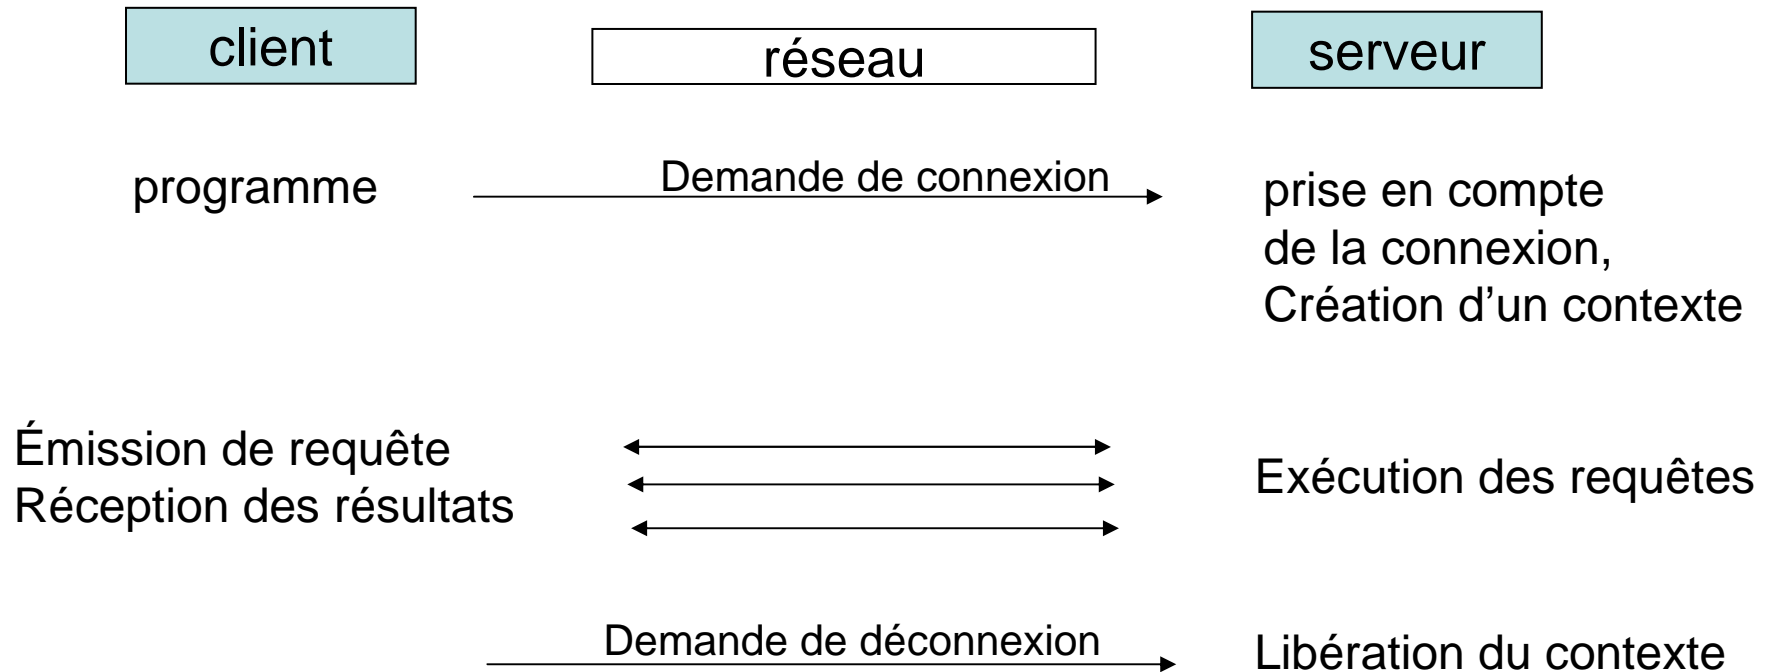 client
réseau
serveur
programme
Demande de connexion
prise en compte
de la connexion,
Création d’un contexte
Émission de requête
Réception des résultats
Exécution des requêtes
Demande de déconnexion
Libération du contexte